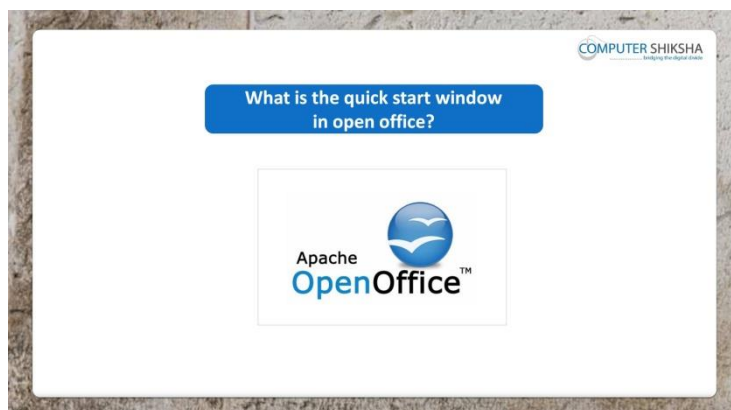 COMPUTER SHIKSHA
bridging the digital divide
What is the quick start window
in open office?
Apache
OpenOffice™